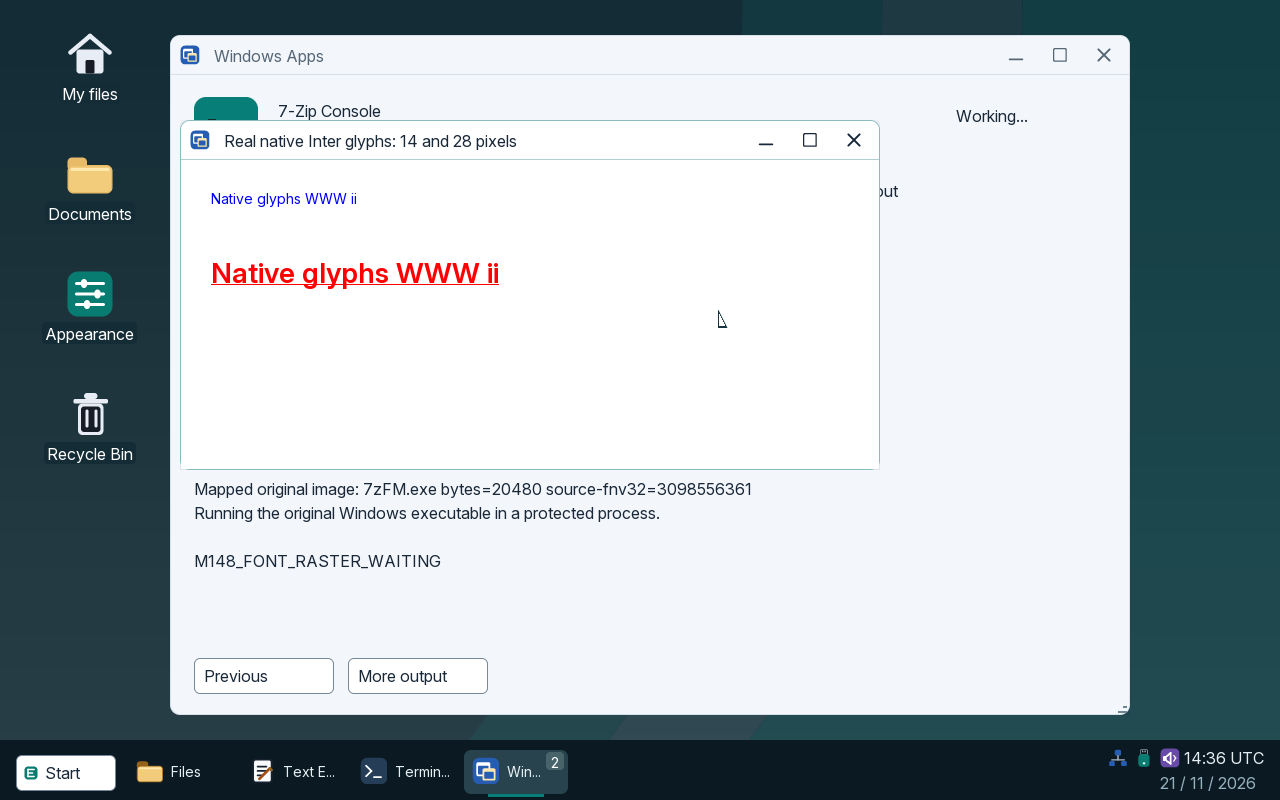 My files
Documents
Appearance
Recycle Bin
Windows Apps
7-Zip Console
Working...
Real native Inter glyphs: 14 and 28 pixels
Native glyphs WWW ii
Native glyphs WWW ii
Mapped original image: 7zFM.exe bytes=20480 source-fnv32=3098556361
Running the original Windows executable in a protected process.
M148_FONT_RASTER_WAITING
Previous
More output
Start
Files
Text E...
Termin...
Win...
2
14:36 UTC
21 / 11 / 2026